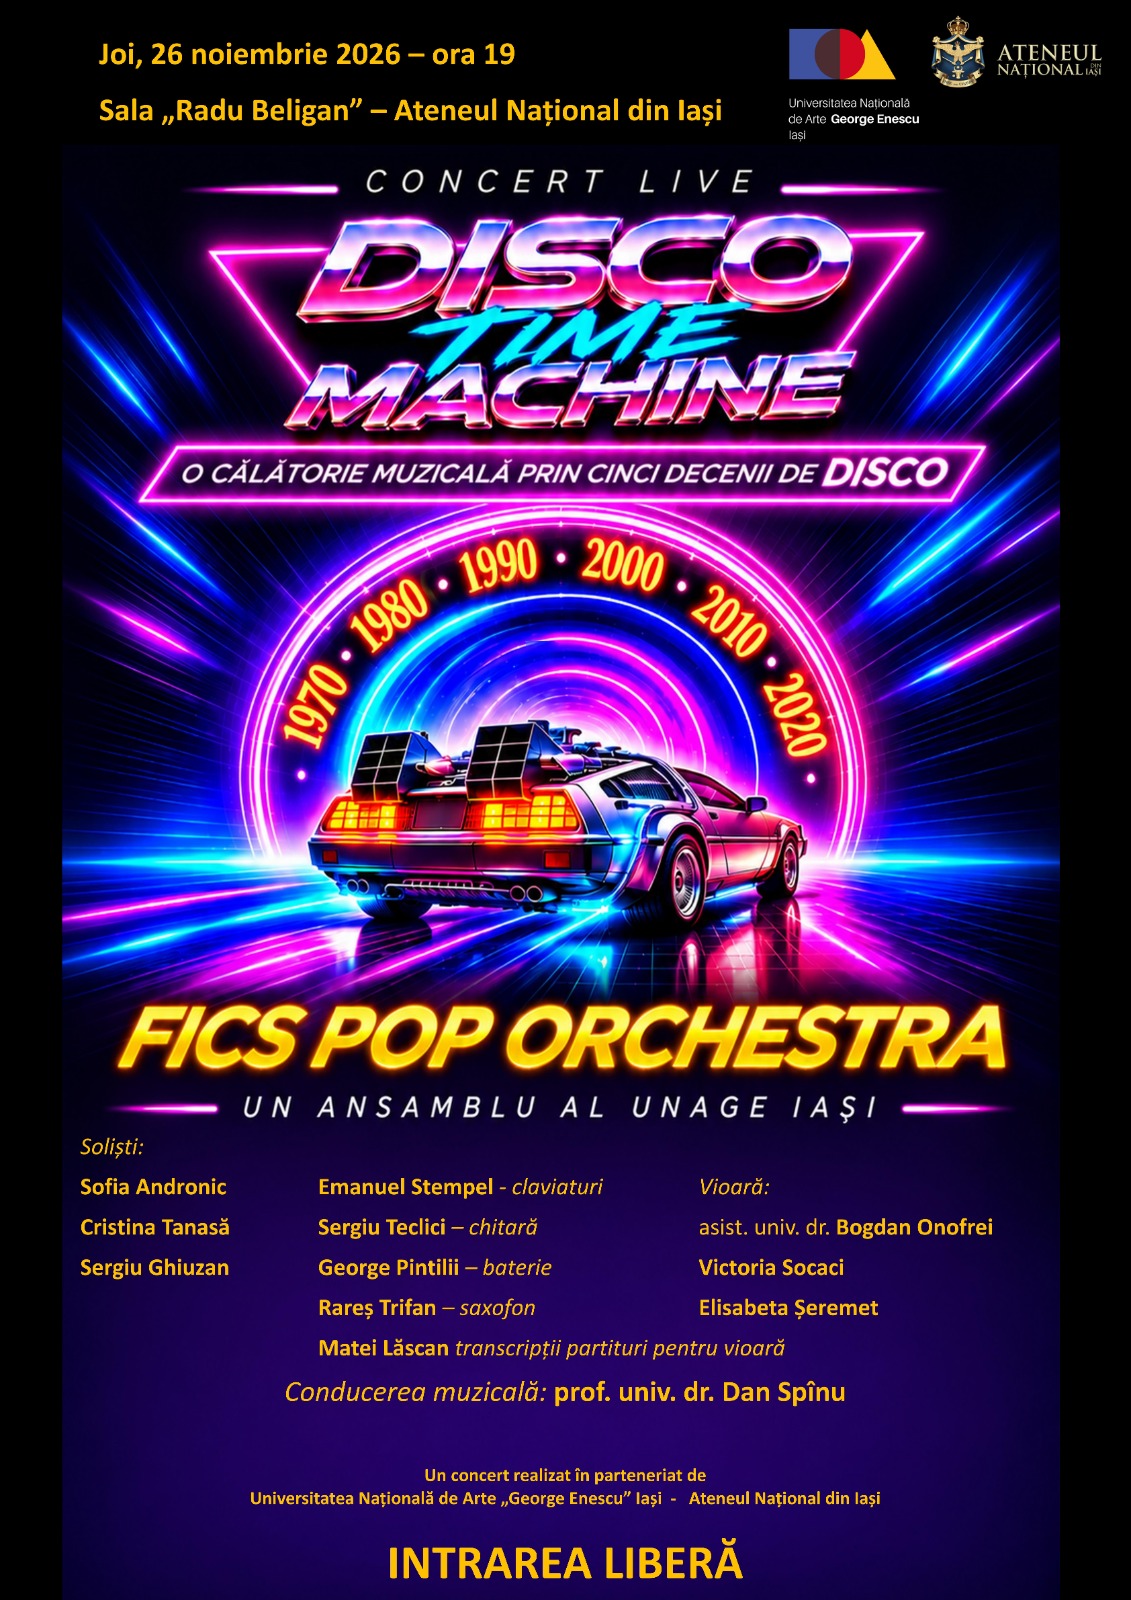 Joi, 26 noiembrie 2026 – ora 19
Sala „Radu Beligan” – Ateneul Național din Iași
Universitatea Națională
de Arte George Enescu
Iași
ATENEUL
NAȚIONAL DIN IAȘI
CONCERT LIVE
DISCO
TIME
MACHINE
O CĂLĂTORIE MUZICALĂ PRIN CINCI DECENII DE DISCO
1970 • 1980 • 1990 • 2000 • 2010 • 2020
FICS POP ORCHESTRA
UN ANSAMBLU AL UNAGE IAŞI
Soliști:
Sofia Andronic
Cristina Tanasă
Sergiu Ghiuzan
Emanuel Stempel - claviaturi
Sergiu Teclici – chitară
George Pintilii – baterie
Rareș Trifan – saxofon
Matei Lăscan transcripții partituri pentru vioară
Vioară:
asist. univ. dr. Bogdan Onofrei
Victoria Socaci
Elisabeta Șeremet
Conducerea muzicală: prof. univ. dr. Dan Spînu
Un concert realizat în parteneriat de
Universitatea Națională de Arte „George Enescu” Iași - Ateneul Național din Iași
INTRAREA LIBERĂ